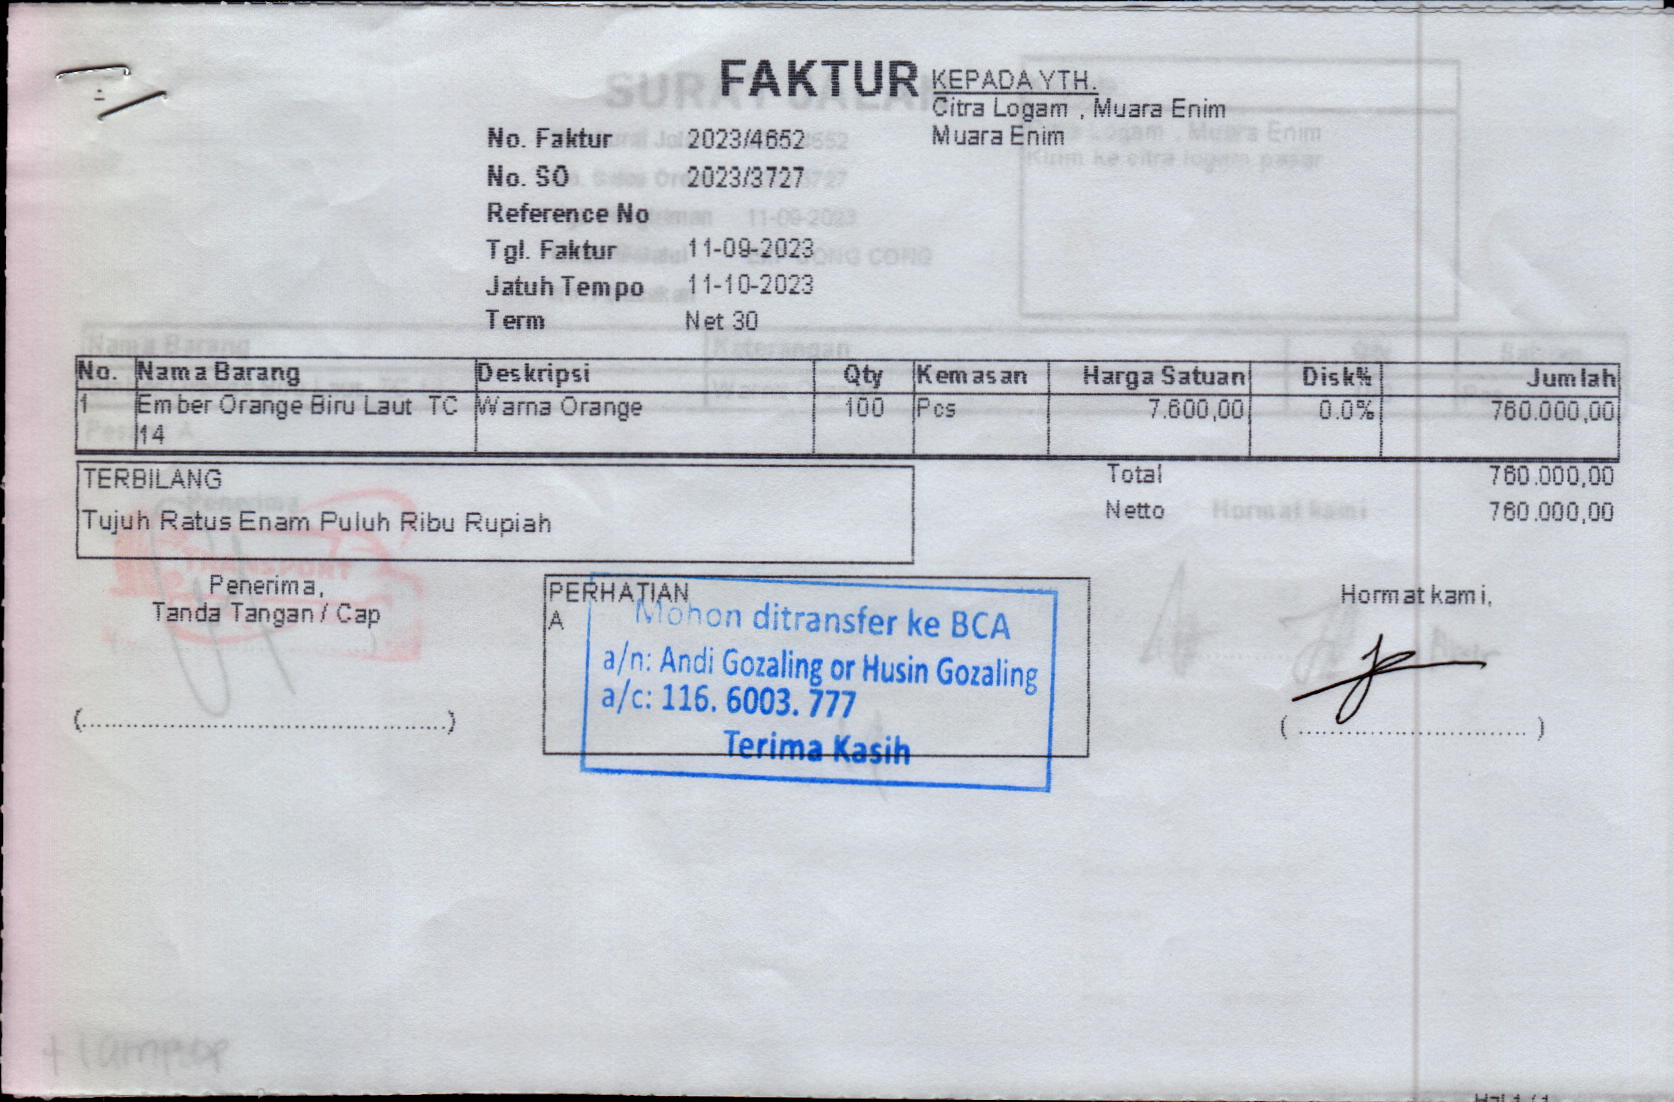 FAKTUR
KEPADA YTH.
Citra Logam , Muara Enim
Muara Enim
No. Faktur 2023/4652
No. SO 2023/3727
Reference No
Tgl. Faktur 11-09-2023
Jatuh Tempo 11-10-2023
Term Net 30
No. Nama Barang Deskripsi Qty Kemasan Harga Satuan Disk% Jumlah
1 Ember Orange Biru Laut TC Warna Orange 100 Pcs 7.600,00 0.0% 760.000,00
14
TERBILANG
Tujuh Ratus Enam Puluh Ribu Rupiah
Total 760.000,00
Netto 760.000,00
Penerima,
Tanda Tangan / Cap
(................................................)
PERHATIAN
A
Mohon ditransfer ke BCA
a/n: Andi Gozaling or Husin Gozaling
a/c: 116. 6003. 777
Terima Kasih
Hormat kami,
( .............................. )